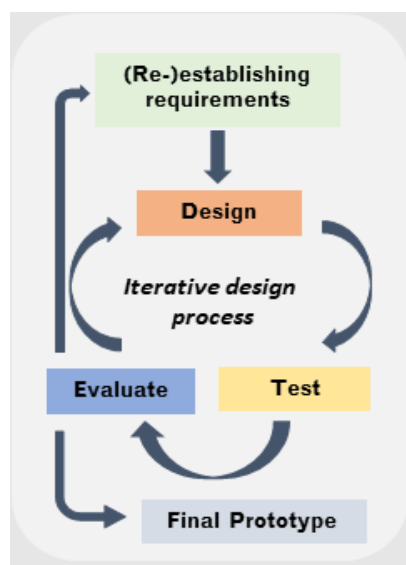 (Re-)establishing
requirements
Design
Iterative design
process
Evaluate
Test
Final Prototype